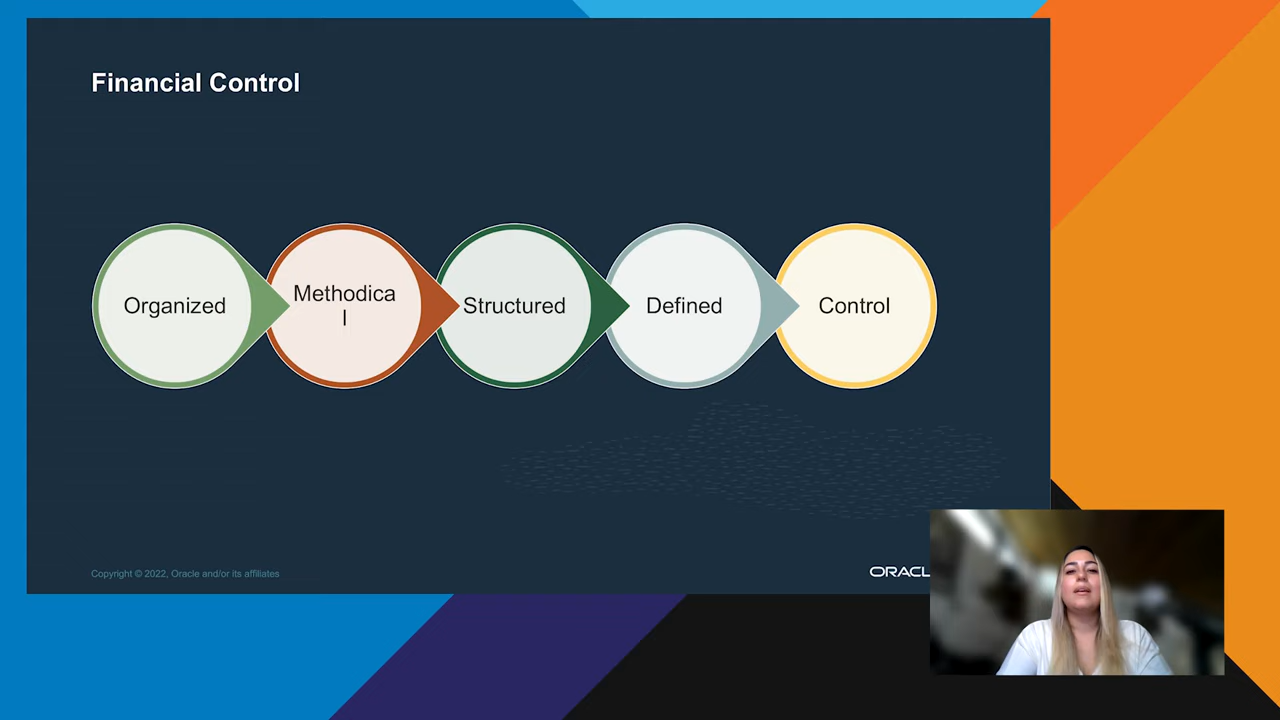 Financial Control
Organized
Methodica
l
Structured
Defined
Control
Copyright © 2022, Oracle and/or its affiliates
ORACL